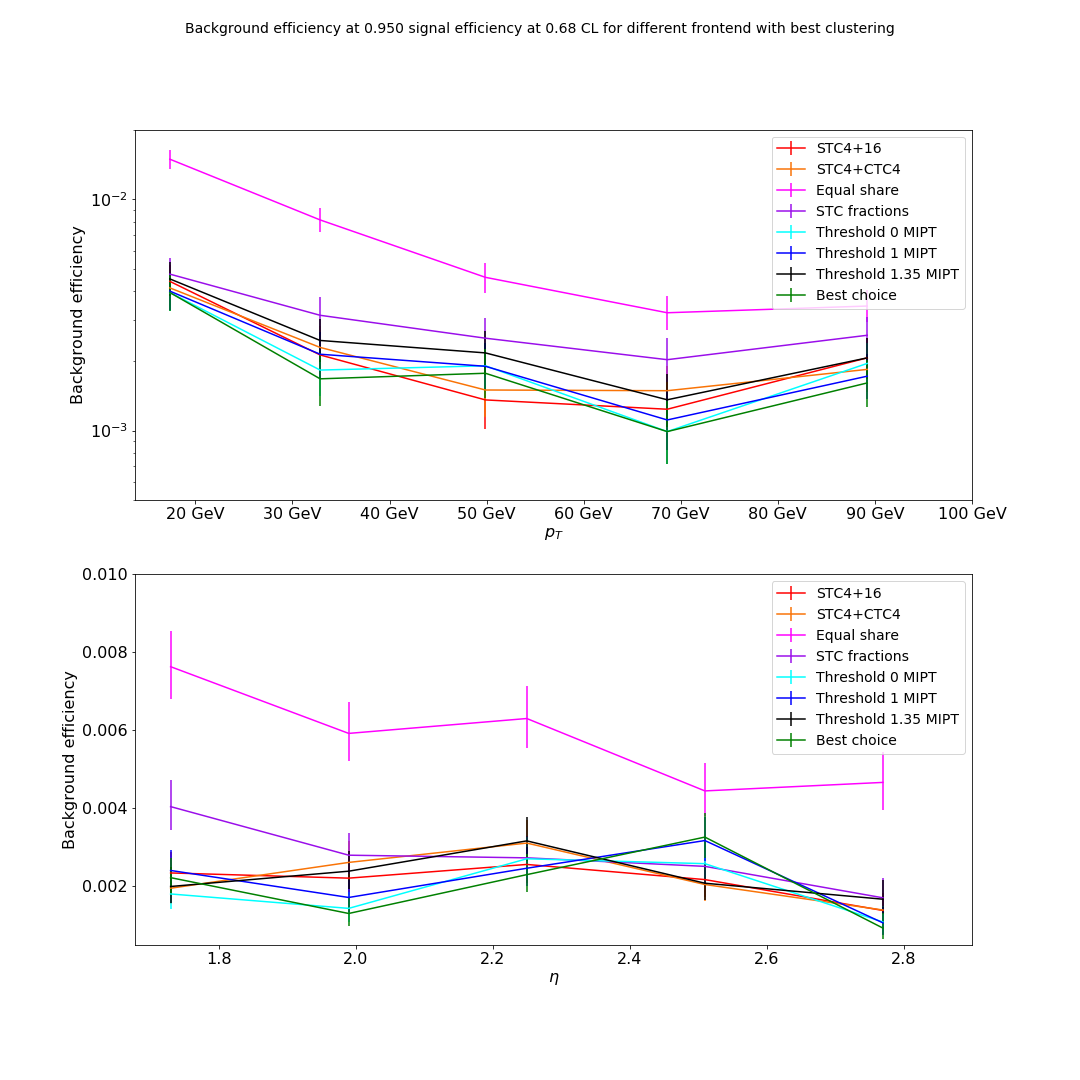 Background efficiency at 0.950 signal efficiency at 0.68 CL for different frontend with best clustering
Background efficiency
10⁻²
10⁻³
STC4+16
STC4+CTC4
Equal share
STC fractions
Threshold 0 MIPT
Threshold 1 MIPT
Threshold 1.35 MIPT
Best choice
20 GeV 30 GeV 40 GeV 50 GeV 60 GeV 70 GeV 80 GeV 90 GeV 100 GeV
p_T
Background efficiency
0.010
0.008
0.006
0.004
0.002
STC4+16
STC4+CTC4
Equal share
STC fractions
Threshold 0 MIPT
Threshold 1 MIPT
Threshold 1.35 MIPT
Best choice
1.8 2.0 2.2 2.4 2.6 2.8
η